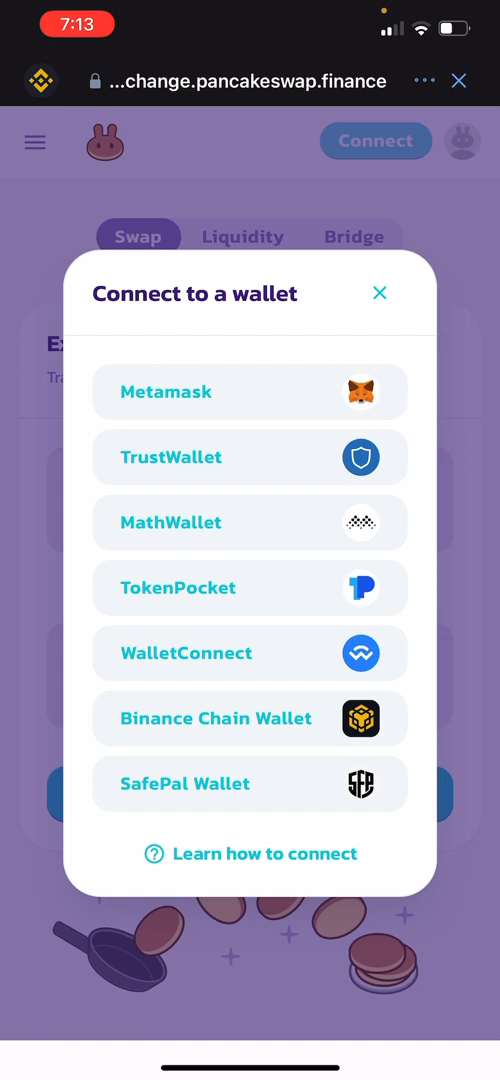 7:13
...change.pancakeswap.finance
Connect
Swap
Liquidity
Bridge
Connect to a wallet
Metamask
TrustWallet
MathWallet
TokenPocket
WalletConnect
Binance Chain Wallet
SafePal Wallet
Learn how to connect